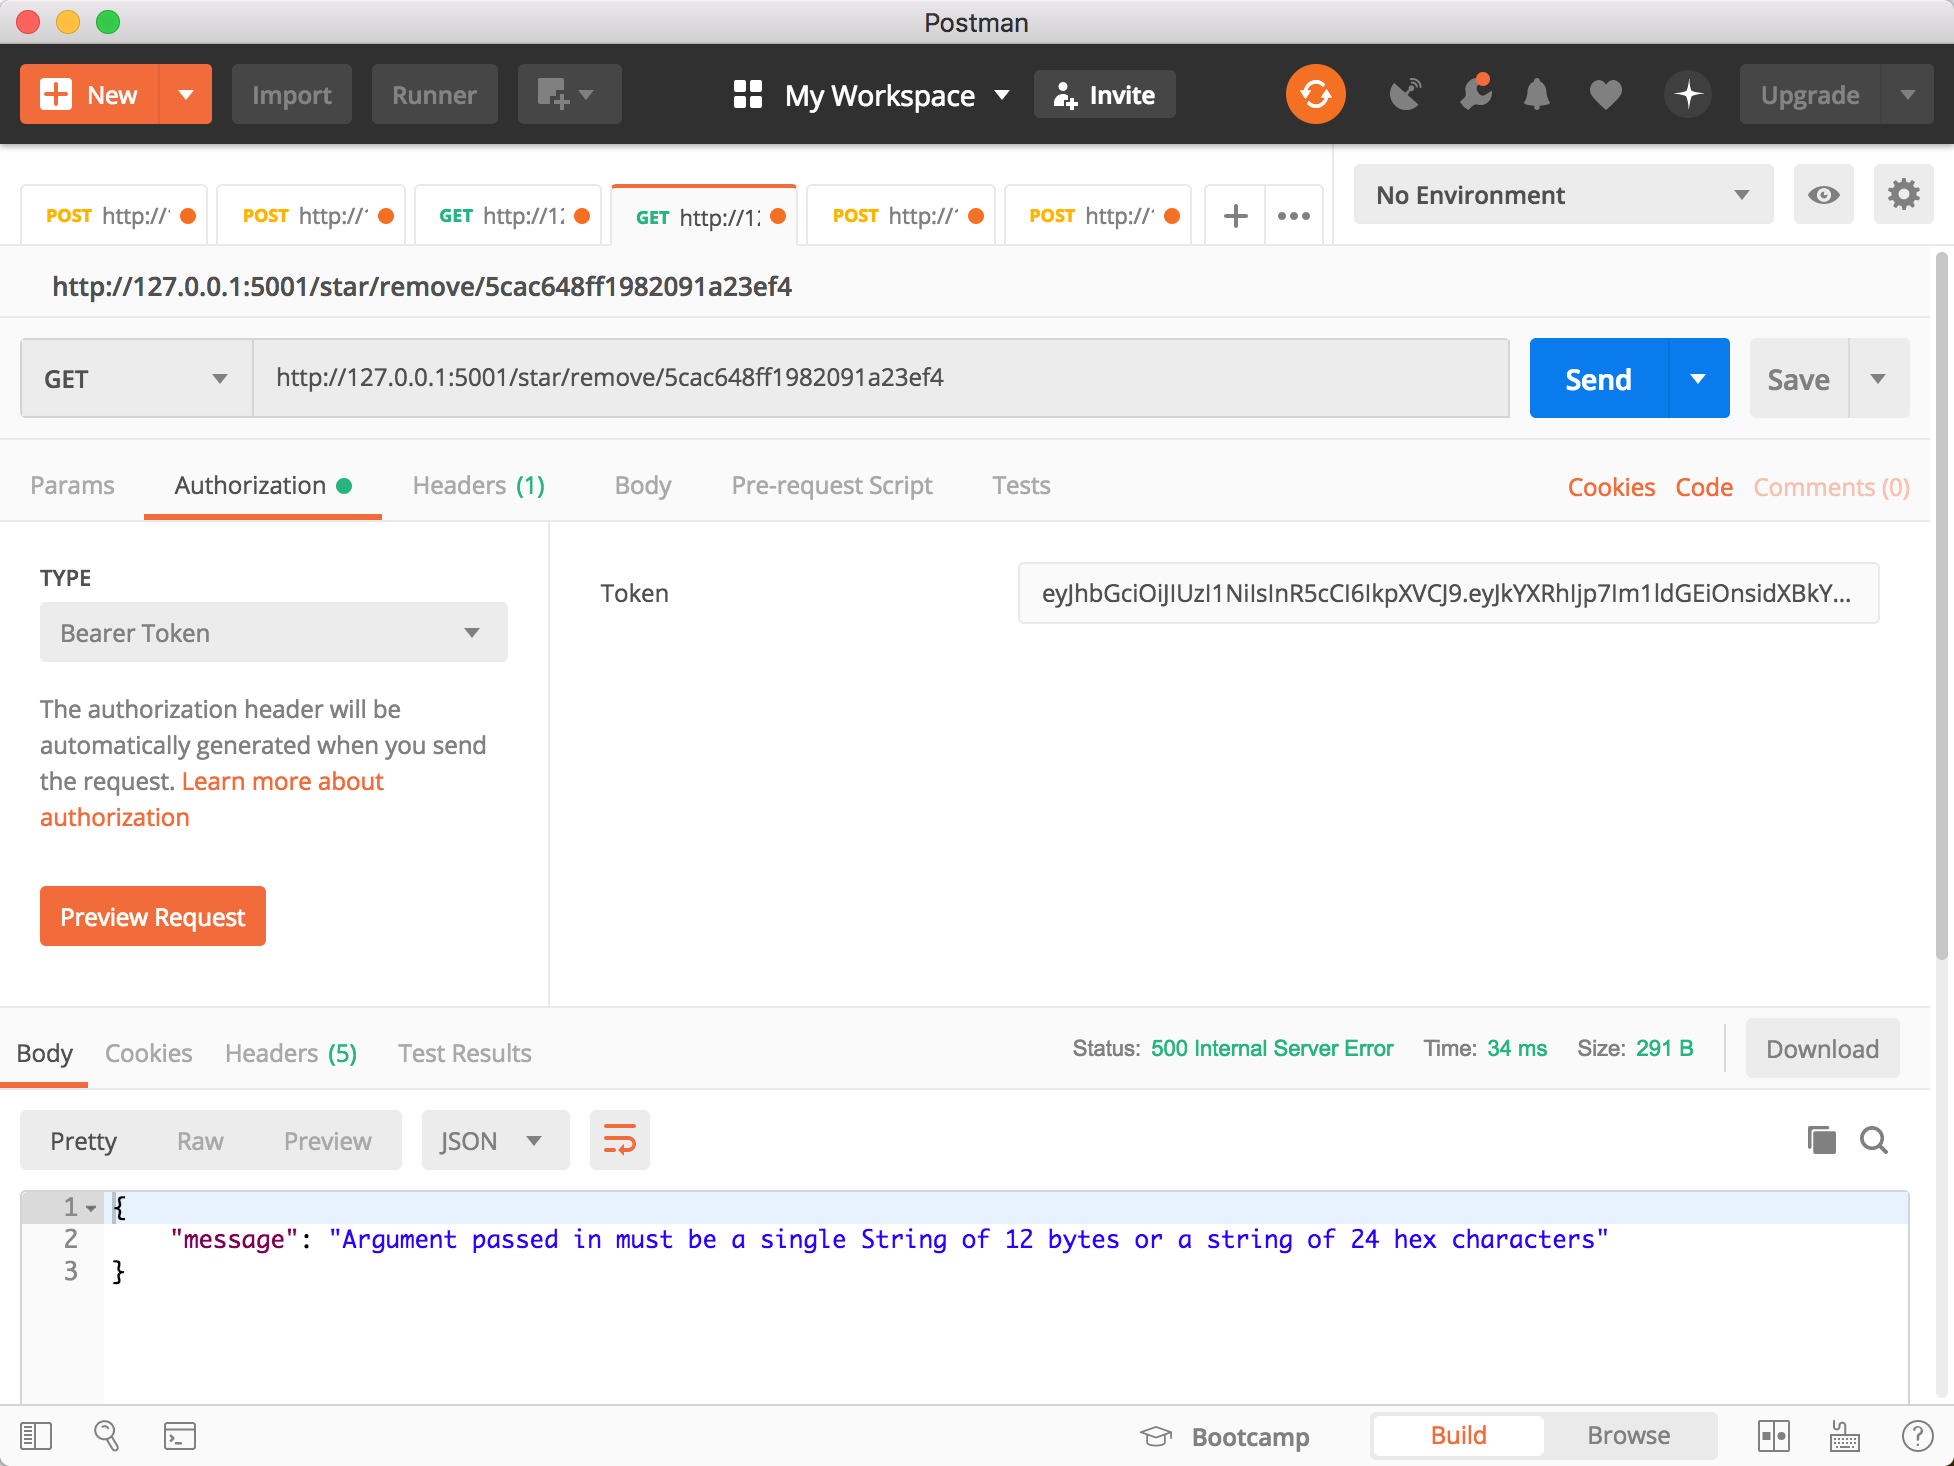 Postman
New
Import
Runner
My Workspace
Invite
Upgrade
POST http://
POST http://
GET http://12
GET http://12
POST http://
POST http://
No Environment
http://127.0.0.1:5001/star/remove/5cac648ff1982091a23ef4
GET
http://127.0.0.1:5001/star/remove/5cac648ff1982091a23ef4
Send
Save
Params
Authorization
Headers (1)
Body
Pre-request Script
Tests
Cookies
Code
Comments (0)
TYPE
Bearer Token
The authorization header will be
automatically generated when you send
the request. Learn more about
authorization
Preview Request
Token
eyJhbGciOiJIUzI1NiIsInR5cCI6IkpXVCJ9.eyJkYXRhIjp7Im1ldGEiOnsidXBkY...
Body
Cookies
Headers (5)
Test Results
Status: 500 Internal Server Error
Time: 34 ms
Size: 291 B
Download
Pretty
Raw
Preview
JSON
1 {
2 "message": "Argument passed in must be a single String of 12 bytes or a string of 24 hex characters"
3 }
Bootcamp
Build
Browse